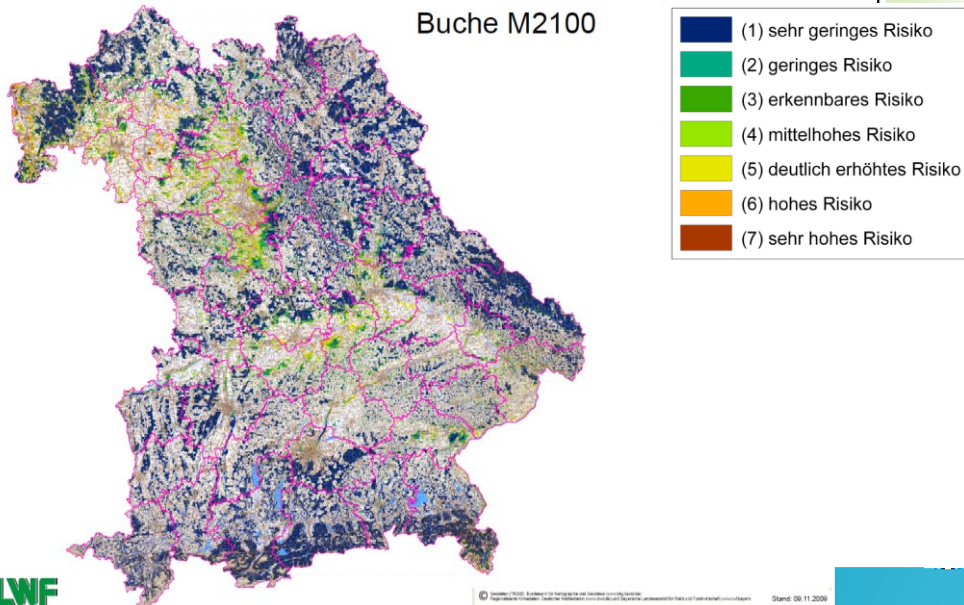 Buche M2100
(1) sehr geringes Risiko
(2) geringes Risiko
(3) erkennbares Risiko
(4) mittelhohes Risiko
(5) deutlich erhöhtes Risiko
(6) hohes Risiko
(7) sehr hohes Risiko
LWF
Stand: 09.11.2009